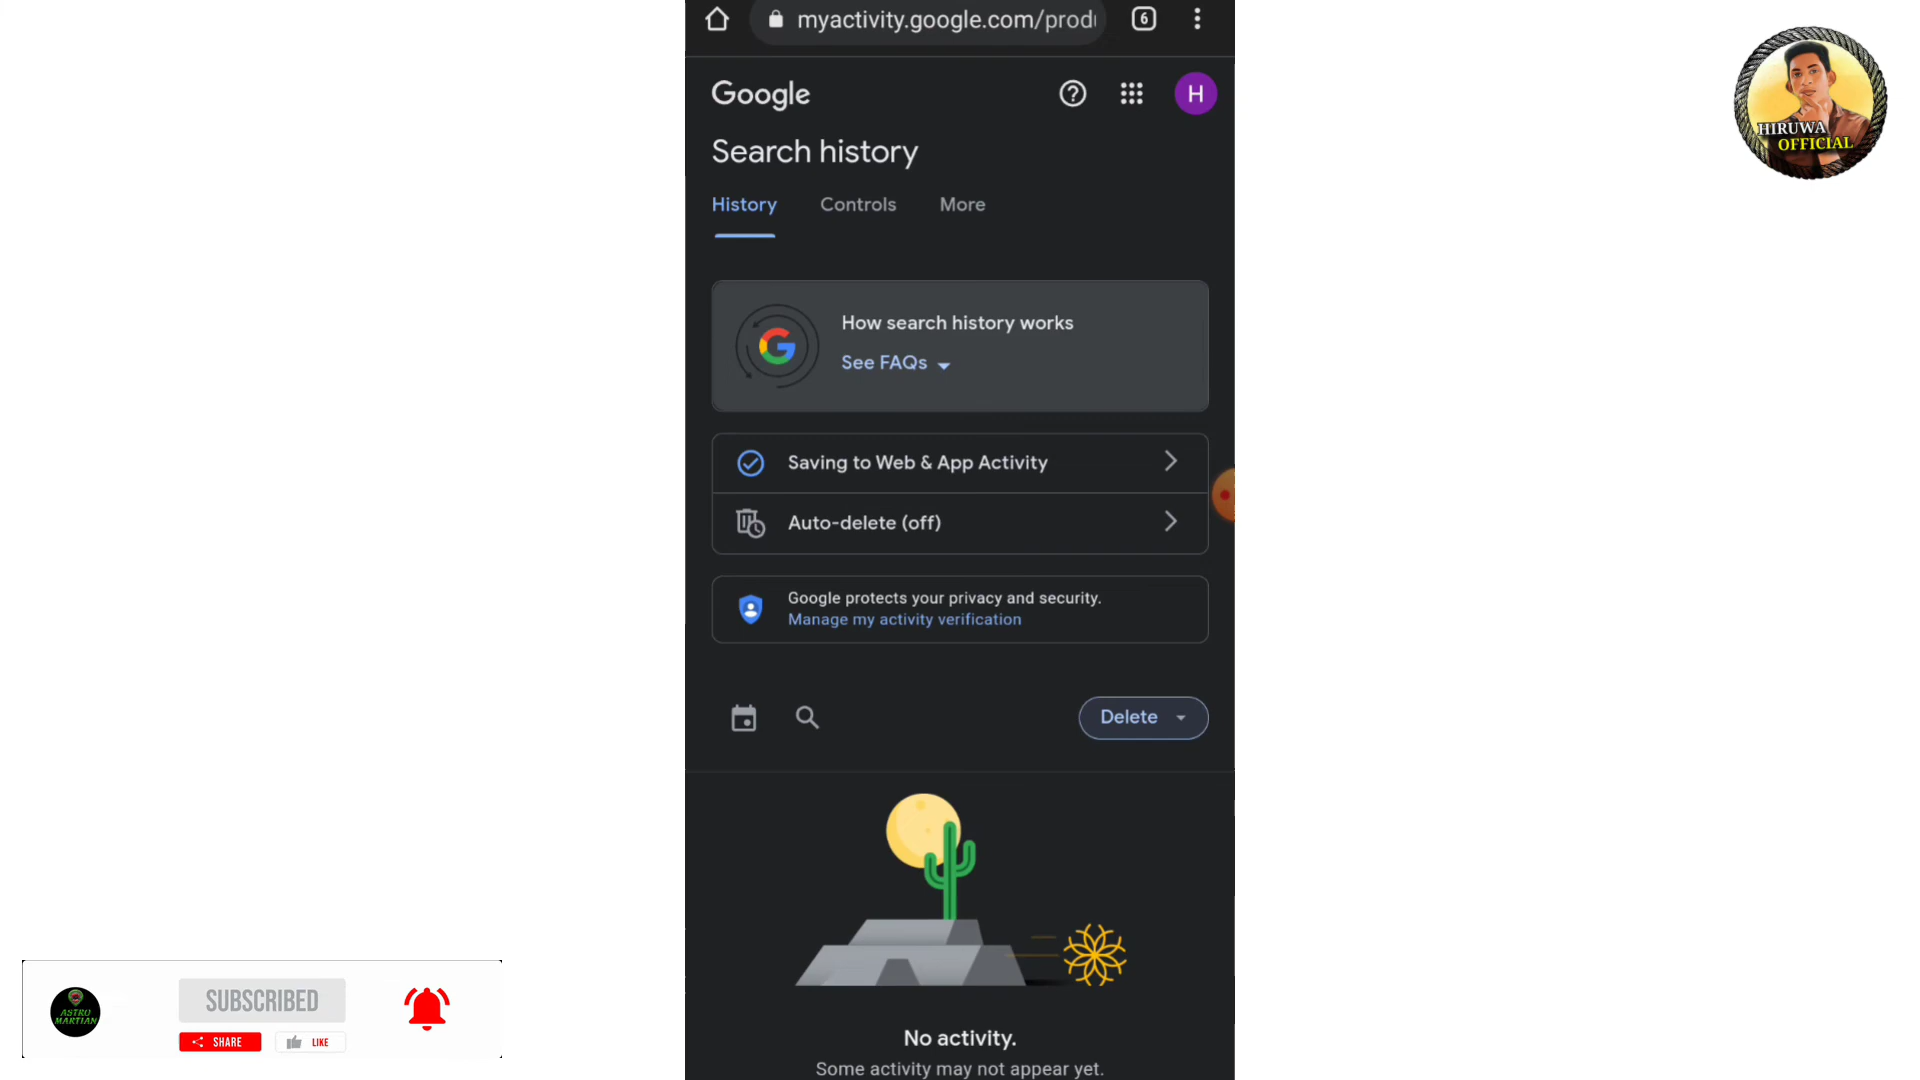 myactivity.google.com/prod
6
Google
H
Search history
History Controls More
How search history works
See FAQs
Saving to Web & App Activity
Auto-delete (off)
Google protects your privacy and security.
Manage my activity verification
Delete
No activity.
Some activity may not appear yet.
HIRUWA
OFFICIAL
ASTRO
MARTIAN
SUBSCRIBED
SHARE
LIKE